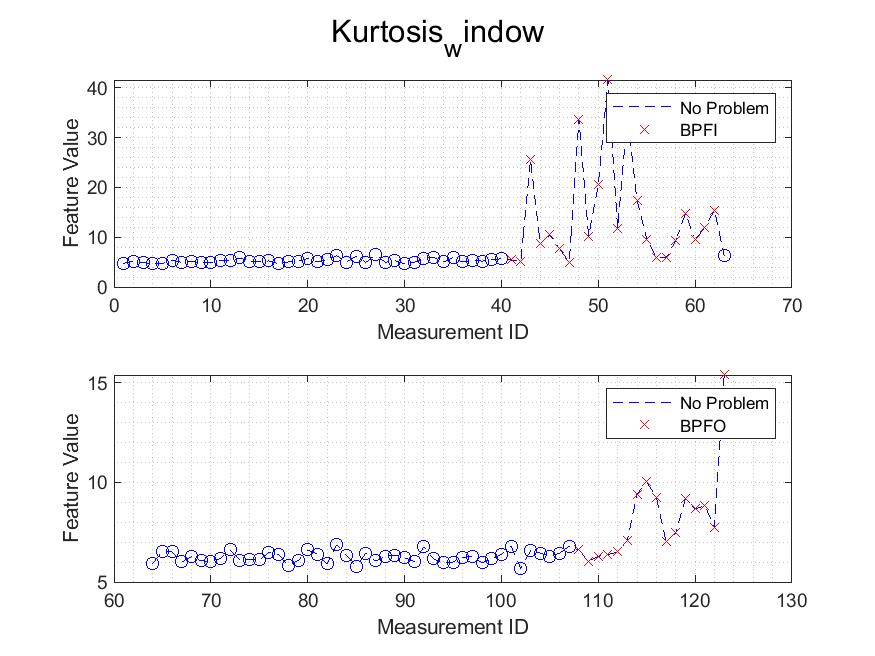 Kurtosis_window
40
30
20
10
0
Feature Value
No Problem
BPFI
0 10 20 30 40 50 60 70
Measurement ID
15
10
5
Feature Value
No Problem
BPFO
60 70 80 90 100 110 120 130
Measurement ID